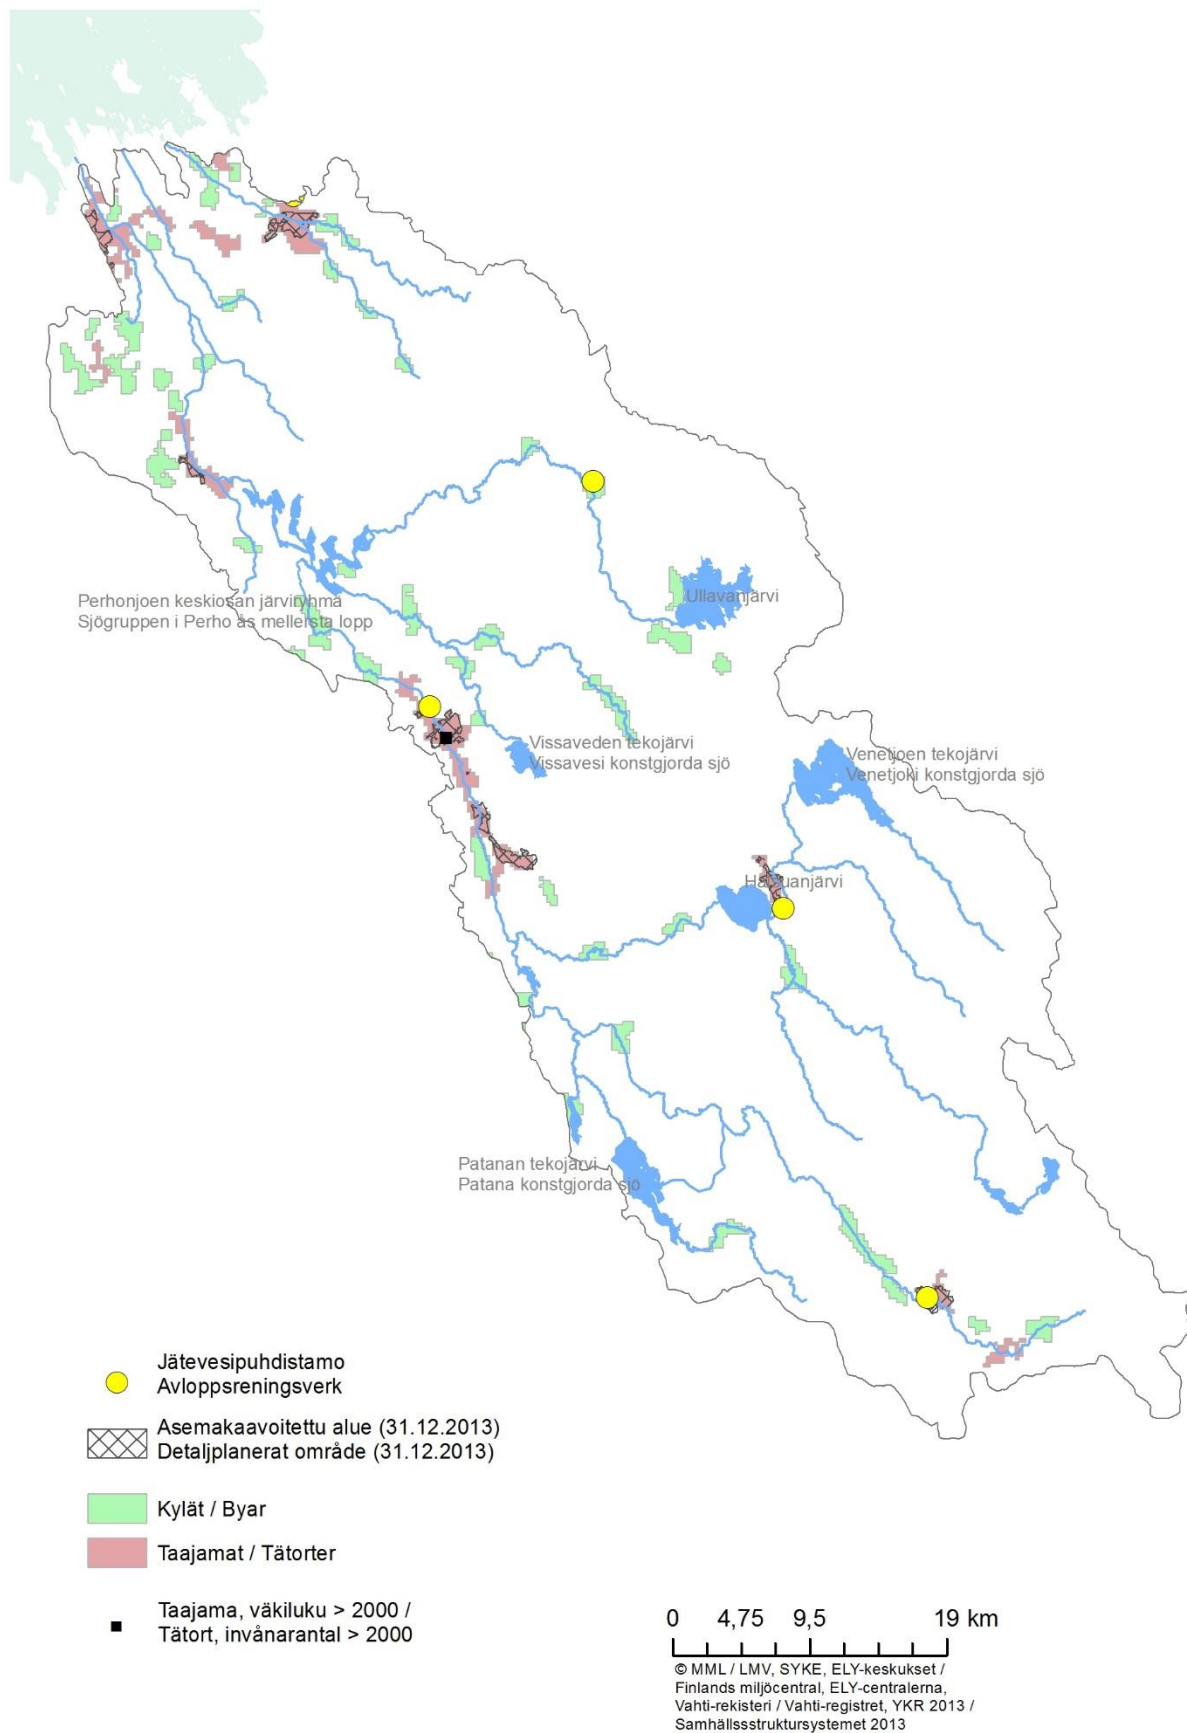 Perhonjoen keskiosan järviryhmä
Sjögruppen i Perho ås mellersta lopp
Ullavanjärvi
Vissaveden tekojärvi
Vissavesi konstgjorda sjö
Venetjoen tekojärvi
Venetjoki konstgjorda sjö
Patanan tekojärvi
Patana konstgjorda sjö
Jätevesipuhdistamo
Avloppsreningsverk
Asemakaavoitettu alue (31.12.2013)
Detaljplanerat område (31.12.2013)
Kylät / Byar
Taajamat / Tätorter
Taajama, väkiluku > 2000 /
Tätort, invånarantal > 2000
0 4,75 9,5 19 km
© MML / LMV, SYKE, ELY-keskukset /
Finlands miljöcentral, ELY-centralerna,
Vahti-rekisteri / Vahti-registret, YKR 2013 /
Samhällssstruktursystemet 2013